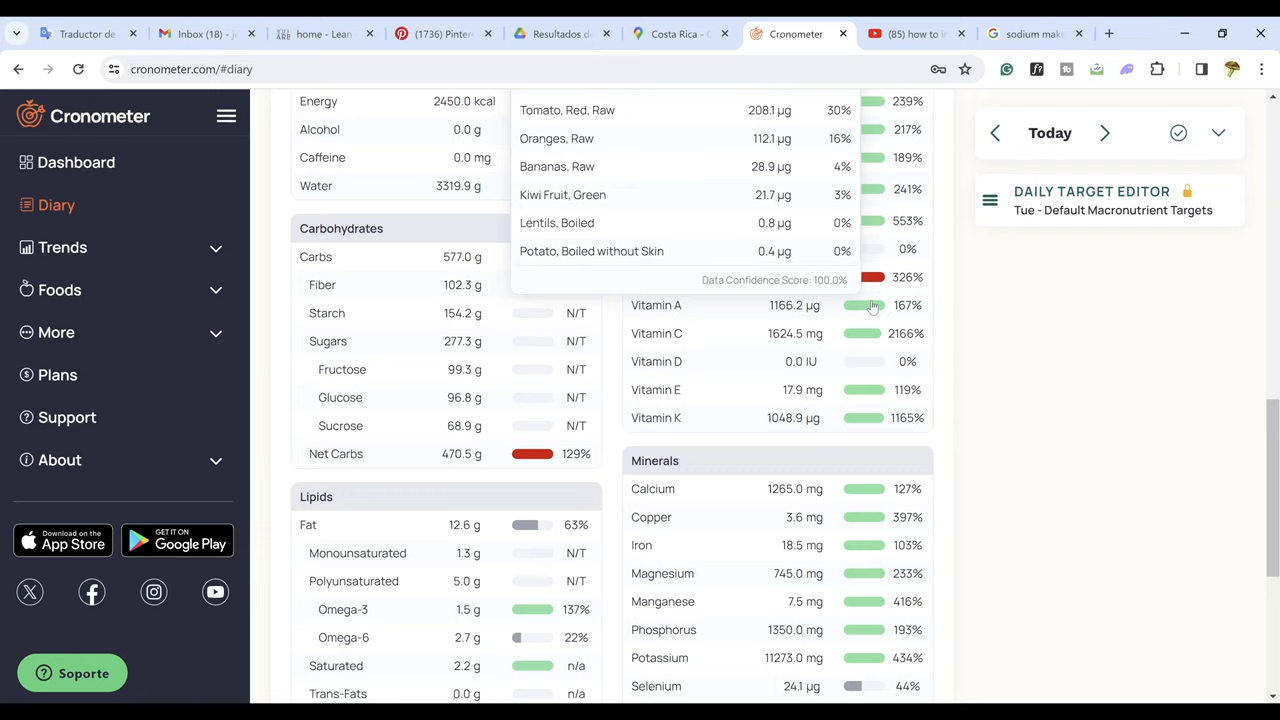 Traductor de
Inbox (18) - j
home - Lean
(1736) Pinter
Resultados de
Costa Rica - G
Cronometer
(85) how to i
sodium make
cronometer.com/#diary
Cronometer
Dashboard
Diary
Trends
Foods
More
Plans
Support
About
Download on the
App Store
GET IT ON
Google Play
Soporte
Energy 2450.0 kcal
Alcohol 0.0 g
Caffeine 0.0 mg
Water 3319.9 g
Carbohydrates
Carbs 577.0 g
Fiber 102.3 g
Starch 154.2 g N/T
Sugars 277.3 g N/T
Fructose 99.3 g N/T
Glucose 96.8 g N/T
Sucrose 68.9 g N/T
Net Carbs 470.5 g 129%
Lipids
Fat 12.6 g 63%
Monounsaturated 1.3 g N/T
Polyunsaturated 5.0 g N/T
Omega-3 1.5 g 137%
Omega-6 2.7 g 22%
Saturated 2.2 g n/a
Trans-Fats 0.0 g n/a
Tomato, Red, Raw 208.1 µg 30%
Oranges, Raw 112.1 µg 16%
Bananas, Raw 28.9 µg 4%
Kiwi Fruit, Green 21.7 µg 3%
Lentils, Boiled 0.8 µg 0%
Potato, Boiled without Skin 0.4 µg 0%
Data Confidence Score: 100.0%
239%
217%
189%
241%
553%
0%
326%
Vitamin A 1166.2 µg 167%
Vitamin C 1624.5 mg 2166%
Vitamin D 0.0 IU 0%
Vitamin E 17.9 mg 119%
Vitamin K 1048.9 µg 1165%
Minerals
Calcium 1265.0 mg 127%
Copper 3.6 mg 397%
Iron 18.5 mg 103%
Magnesium 745.0 mg 233%
Manganese 7.5 mg 416%
Phosphorus 1350.0 mg 193%
Potassium 11273.0 mg 434%
Selenium 24.1 µg 44%
Today
DAILY TARGET EDITOR
Tue - Default Macronutrient Targets